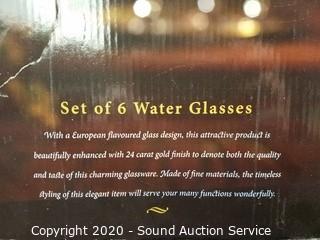 Set of 6 Water Glasses
With a European flavoured glass design, this attractive product is
beautifully enhanced with 24 carat gold finish to denote both the quality
and taste of this charming glassware. Made of fine materials, the timeless
styling of this elegant item will serve your many functions wonderfully.
Copyright 2020 - Sound Auction Service